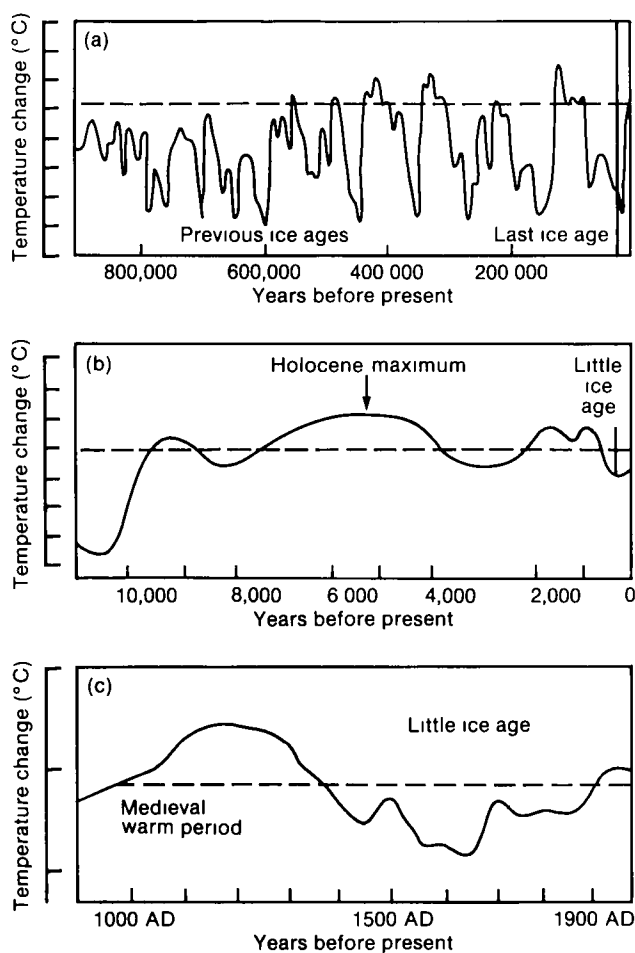 (a)
Temperature change (°C)
Previous ice ages
Last ice age
800,000 600,000 400,000 200 000
Years before present
(b)
Temperature change (°C)
Holocene maximum
Little
ice
age
10,000 8,000 6 000 4,000 2,000 0
Years before present
(c)
Temperature change (°C)
Little ice age
Medieval
warm period
1000 AD 1500 AD 1900 AD
Years before present